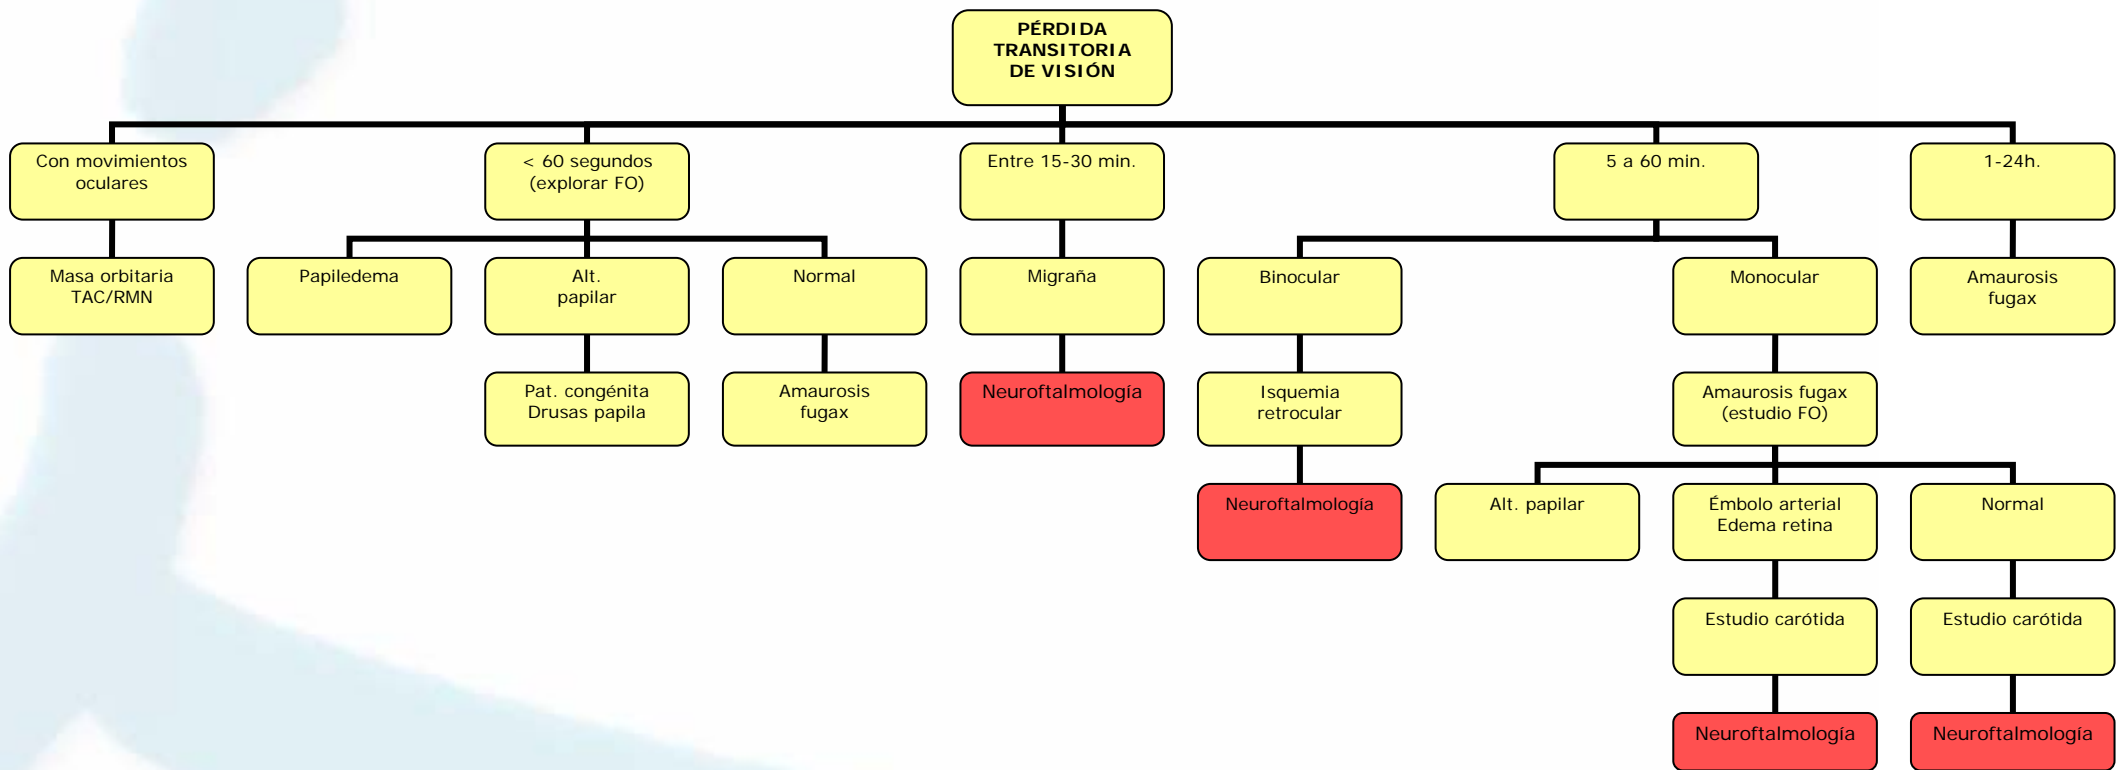 PÉRDIDA
TRANSITORIA
DE VISIÓN
Con movimientos
oculares
< 60 segundos
(explorar FO)
Entre 15-30 min.
5 a 60 min.
1-24h.
Masa orbitaria
TAC/RMN
Papiledema
Alt.
papilar
Normal
Migraña
Binocular
Monocular
Amaurosis
fugax
Pat. congénita
Drusas papila
Amaurosis
fugax
Neuroftalmología
Isquemia
retrocular
Amaurosis fugax
(estudio FO)
Neuroftalmología
Alt. papilar
Émbolo arterial
Edema retina
Normal
Estudio carótida
Estudio carótida
Neuroftalmología
Neuroftalmología